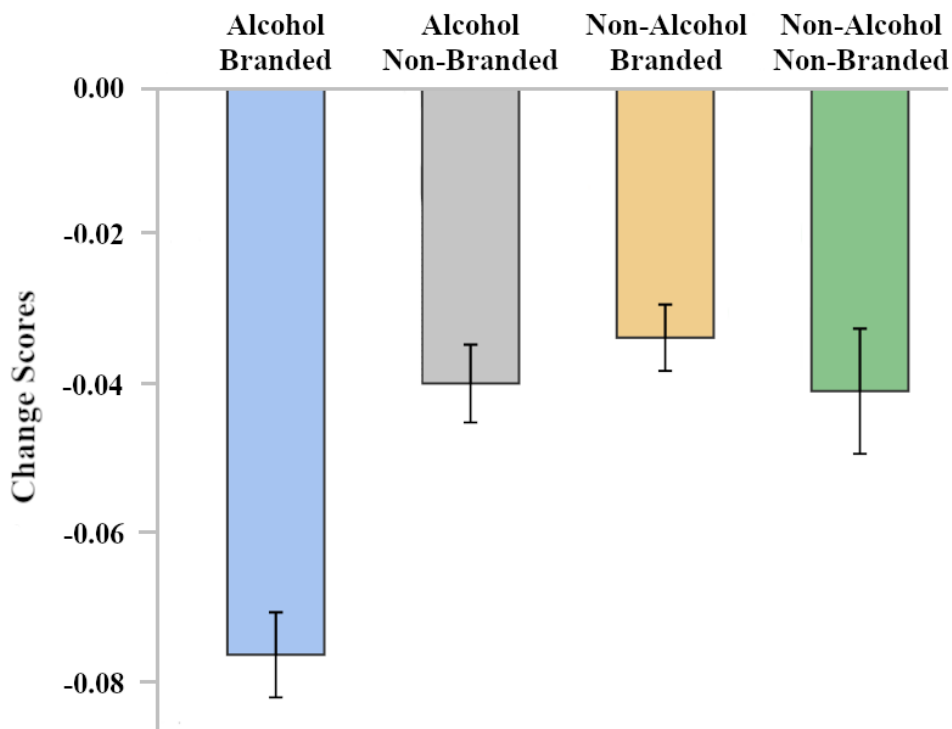 Alcohol
Branded
Alcohol
Non-Branded
Non-Alcohol
Branded
Non-Alcohol
Non-Branded
0.00
-0.02
-0.04
-0.06
-0.08
Change Scores